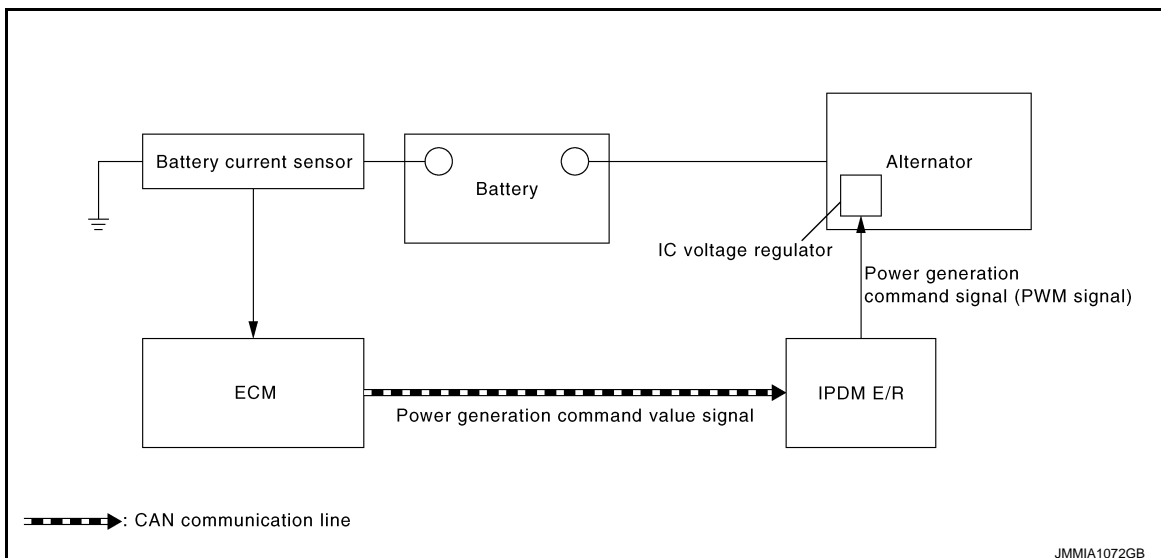 Battery current sensor
Battery
Alternator
IC voltage regulator
Power generation
command signal (PWM signal)
ECM
Power generation command value signal
IPDM E/R
: CAN communication line
JMMIA1072GB